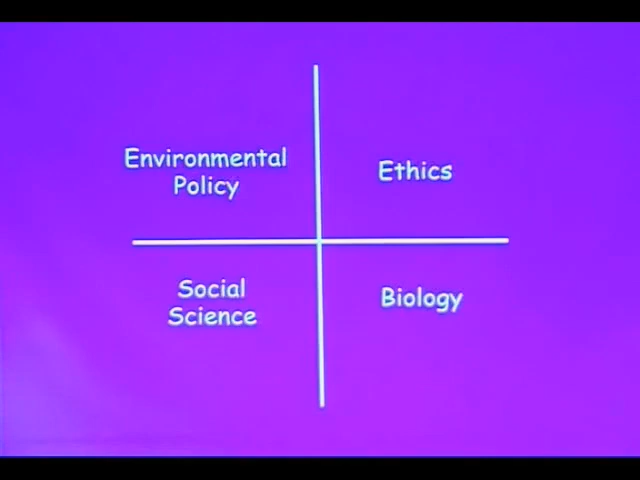 Environmental
Policy
Ethics
Social
Science
Biology